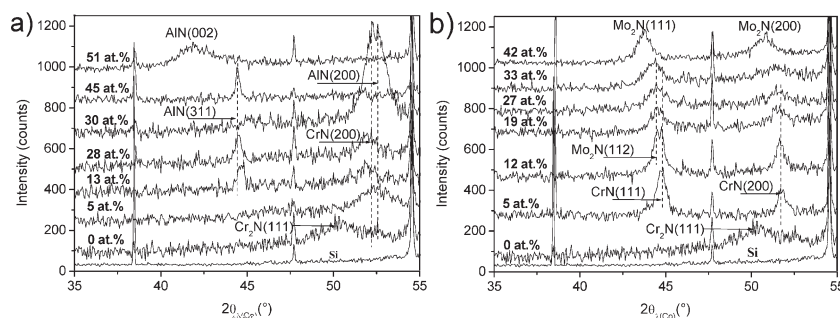 a)
AlN(002)
51 at.%
AlN(200)
45 at.%
AlN(311)
30 at.%
CrN(200)
28 at.%
13 at.%
5 at.%
Cr2N(111)
0 at.%
Si
Intensity (counts)
0
200
400
600
800
1000
1200
35
40
45
50
55
b)
Mo2N(111)
Mo2N(200)
42 at.%
33 at.%
27 at.%
19 at.%
Mo2N(112)
12 at.%
CrN(111)
CrN(200)
5 at.%
Cr2N(111)
0 at.%
Si
Intensity (counts)
0
200
400
600
800
1000
1200
35
40
45
50
55
2θλ(Co)(°)